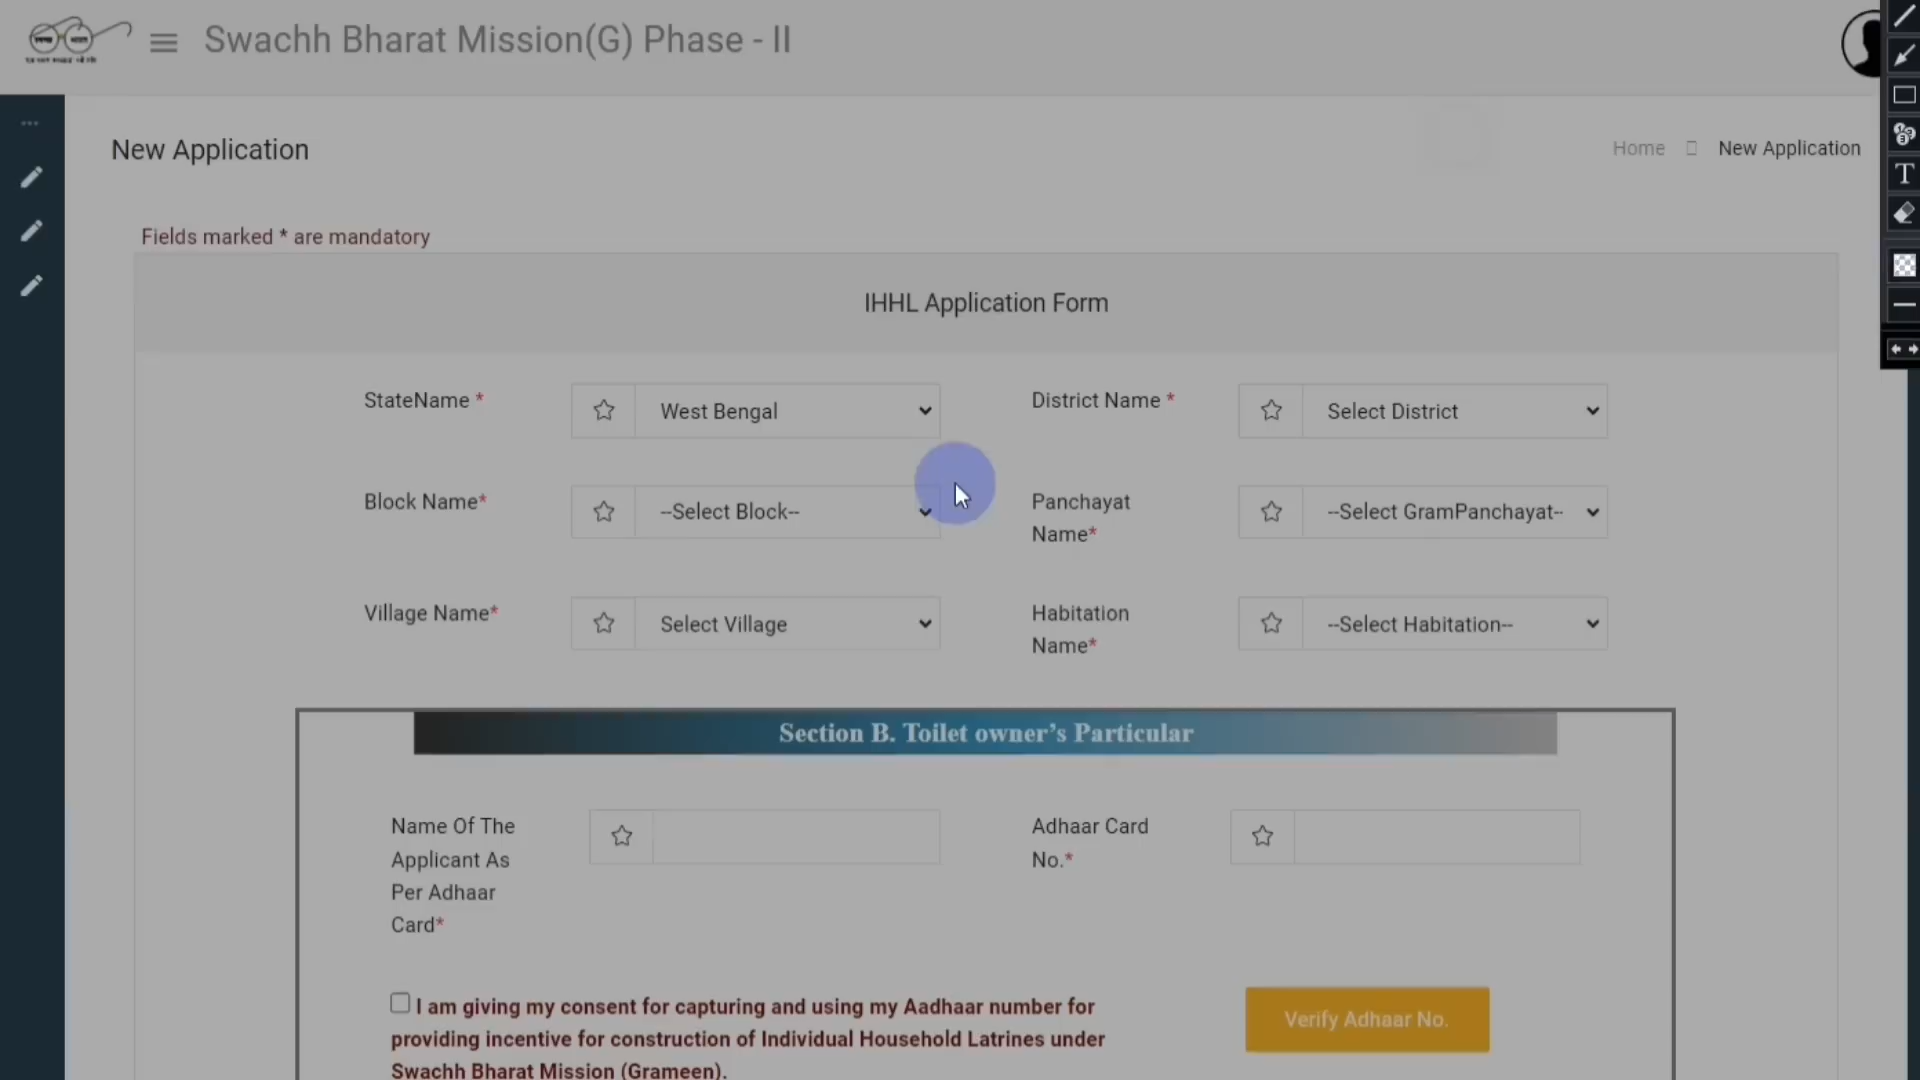 Swachh Bharat Mission(G) Phase - II
New Application
Home New Application
Fields marked * are mandatory
IHHL Application Form
StateName * West Bengal District Name * Select District
Block Name* --Select Block-- Panchayat Name* --Select GramPanchayat--
Village Name* Select Village Habitation Name* --Select Habitation--
Section B. Toilet owner's Particular
Name Of The
Applicant As
Per Adhaar
Card*
Adhaar Card
No.*
I am giving my consent for capturing and using my Aadhaar number for
providing incentive for construction of Individual Household Latrines under
Swachh Bharat Mission (Grameen).
Verify Adhaar No.
T